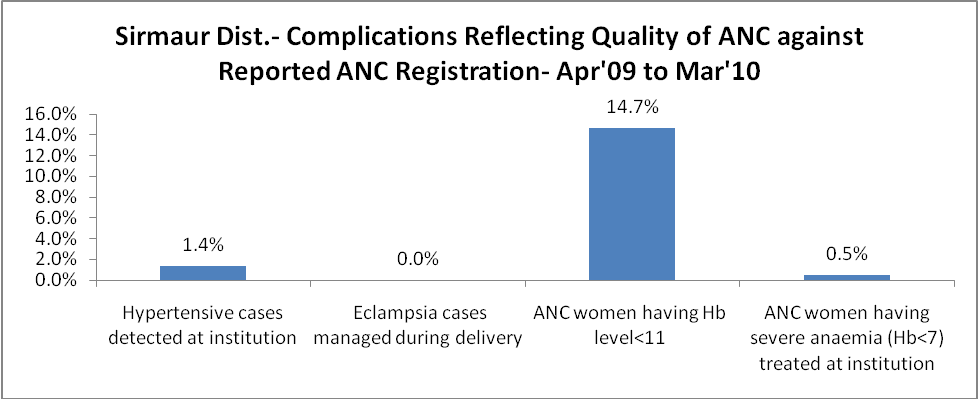 Sirmaur Dist.- Complications Reflecting Quality of ANC against
Reported ANC Registration- Apr'09 to Mar'10
16.0%
14.0%
12.0%
10.0%
8.0%
6.0%
4.0%
2.0%
0.0%
1.4%
0.0%
14.7%
0.5%
Hypertensive cases
detected at institution
Eclampsia cases
managed during delivery
ANC women having Hb
level<11
ANC women having
severe anaemia (Hb<7)
treated at institution